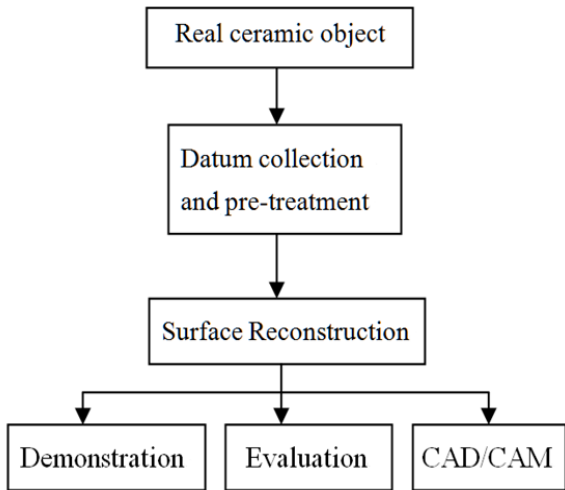 Real ceramic object
Datum collection
and pre-treatment
Surface Reconstruction
Demonstration
Evaluation
CAD/CAM